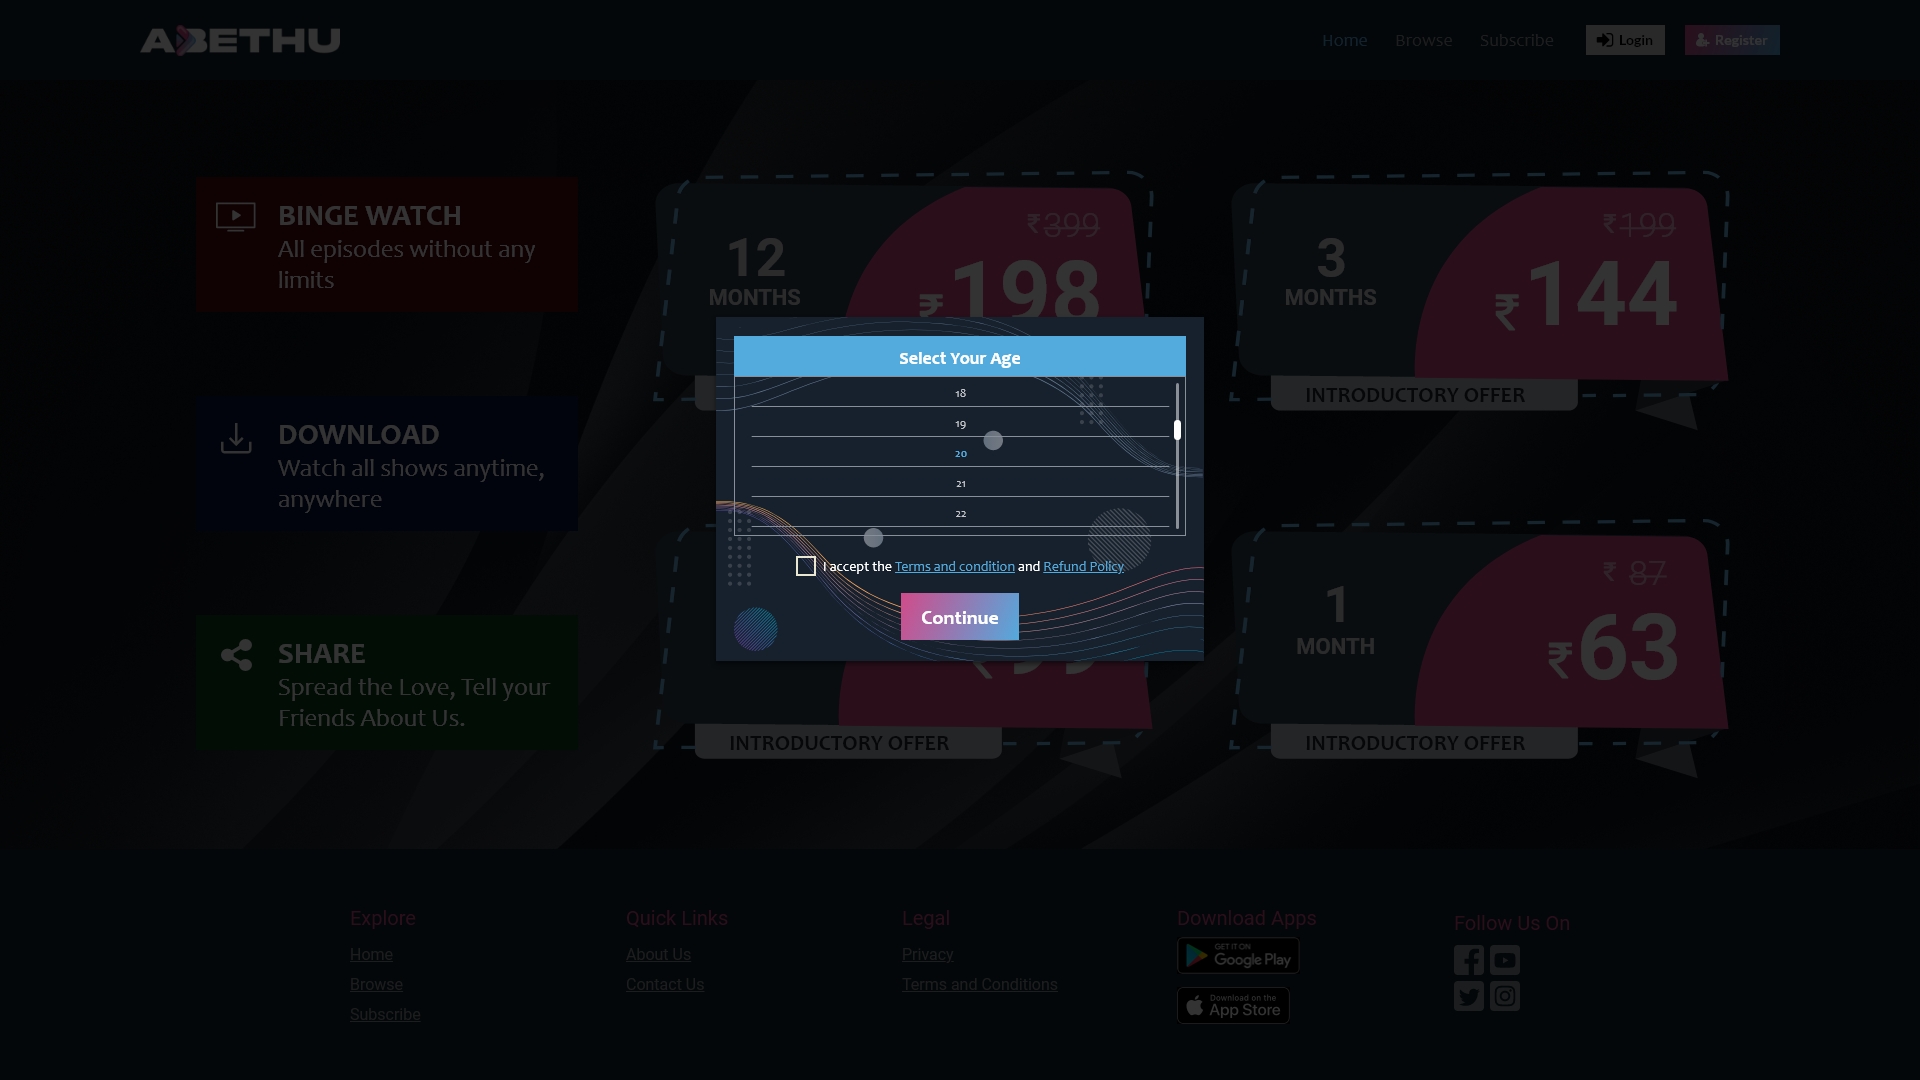 ABETHU
Home
Browse
Subscribe
Login
Register
BINGE WATCH
All episodes without any
limits
DOWNLOAD
Watch all shows anytime,
anywhere
SHARE
Spread the Love, Tell your
Friends About Us.
12
MONTHS
₹399
₹198
3
MONTHS
₹199
₹144
INTRODUCTORY OFFER
Select Your Age
18
19
20
21
22
I accept the Terms and condition and Refund Policy
Continue
INTRODUCTORY OFFER
1
MONTH
₹ 87
₹63
INTRODUCTORY OFFER
Explore
Home
Browse
Subscribe
Quick Links
About Us
Contact Us
Legal
Privacy
Terms and Conditions
Download Apps
GET IT ON
Google Play
Download on the
App Store
Follow Us On